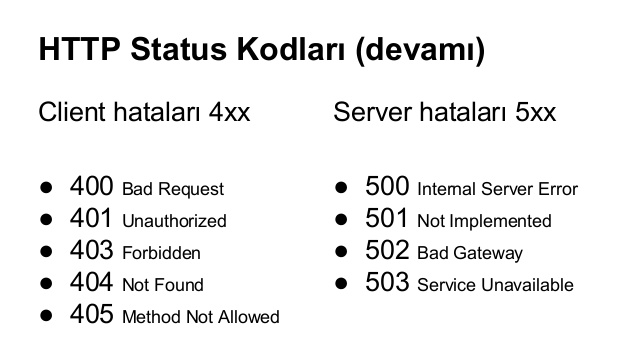 HTTP Status Kodları (devamı)
Client hataları 4xx
● 400 Bad Request
● 401 Unauthorized
● 403 Forbidden
● 404 Not Found
● 405 Method Not Allowed
Server hataları 5xx
● 500 Internal Server Error
● 501 Not Implemented
● 502 Bad Gateway
● 503 Service Unavailable